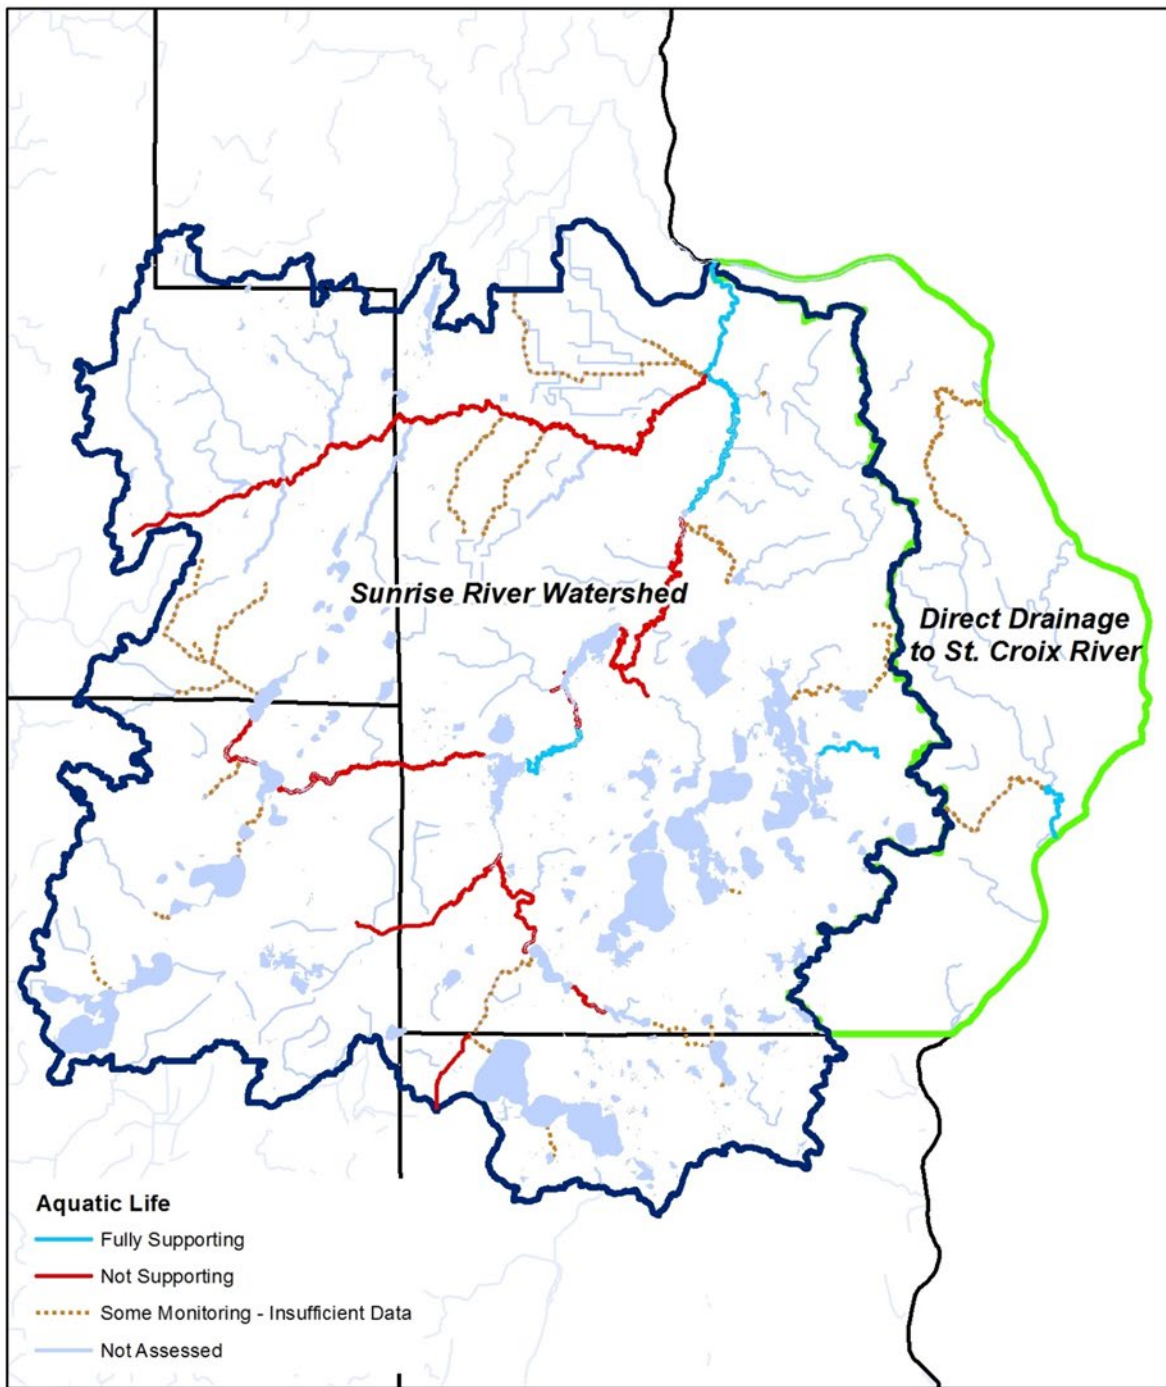 Sunrise River Watershed
Direct Drainage
to St. Croix River
Aquatic Life
Fully Supporting
Not Supporting
Some Monitoring - Insufficient Data
Not Assessed